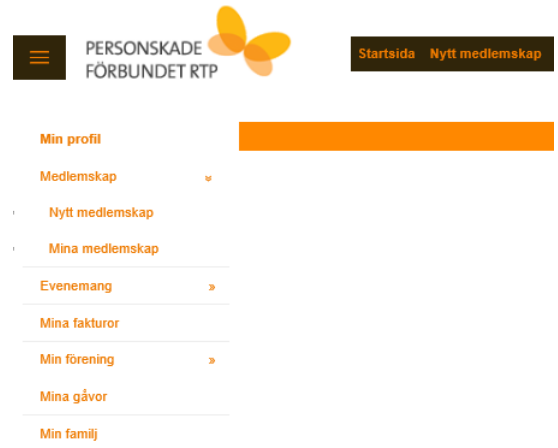 PERSONSKADE
FÖRBUNDET RTP
Startsida Nytt medlemskap
Min profil
Medlemskap
Nytt medlemskap
Mina medlemskap
Evenemang
Mina fakturor
Min förening
Mina gåvor
Min familj